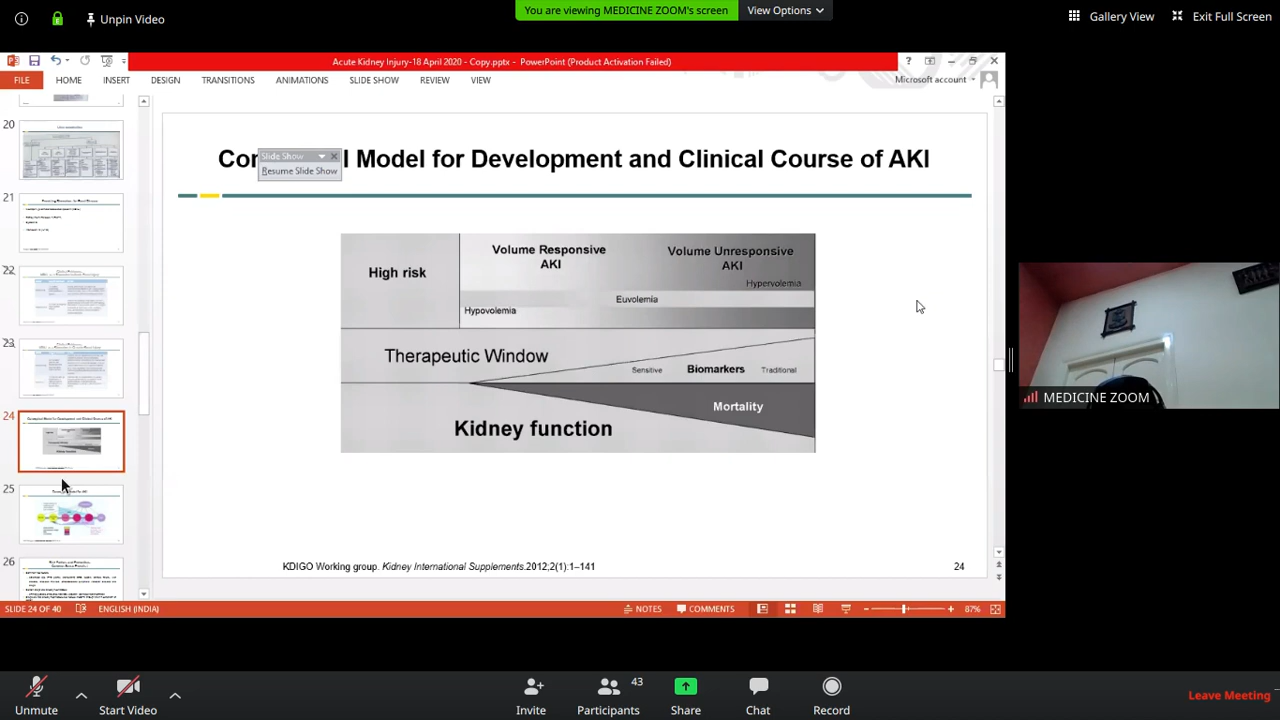 Unpin Video
You are viewing MEDICINE ZOOM's screen
View Options
Gallery View
Exit Full Screen
Acute Kidney Injury-18 April 2020 - Copy.pptx - PowerPoint (Product Activation Failed)
FILE HOME INSERT DESIGN TRANSITIONS ANIMATIONS SLIDE SHOW REVIEW VIEW
Microsoft account
20
21
22
23
24
25
26
Slide Show
Resume Slide Show
Con l Model for Development and Clinical Course of AKI
High risk
Volume Responsive
AKI
Volume Unresponsive
AKI
Hypervolemia
Euvolemia
Hypovolemia
Therapeutic Window
Sensitive Biomarkers Traditional
Mortality
Kidney function
KDIGO Working group. Kidney International Supplements.2012;2(1):1–141
24
MEDICINE ZOOM
SLIDE 24 OF 40
ENGLISH (INDIA)
NOTES
COMMENTS
87%
Unmute
Start Video
Invite
43
Participants
Share
Chat
Record
Leave Meeting